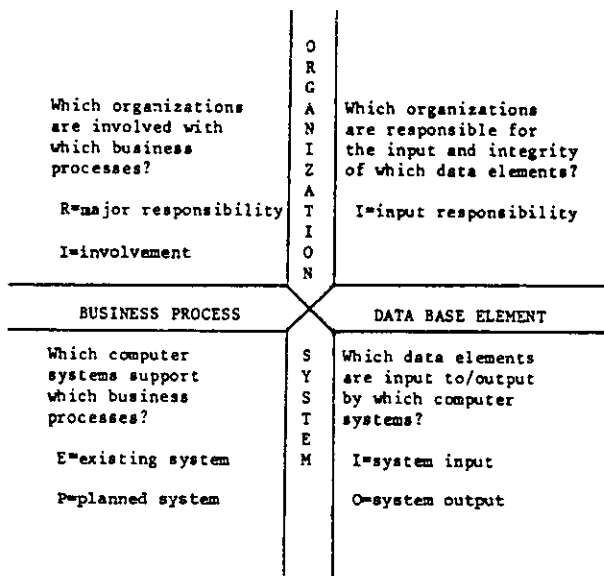 ORGANIZATION
Which organizations
are involved with
which business
processes?
R=major responsibility
I=involvement
Which organizations
are responsible for
the input and integrity
of which data elements?
I=input responsibility
BUSINESS PROCESS
DATA BASE ELEMENT
SYSTEM
Which computer
systems support
which business
processes?
E=existing system
P=planned system
Which data elements
are input to/output
by which computer
systems?
I=system input
O=system output